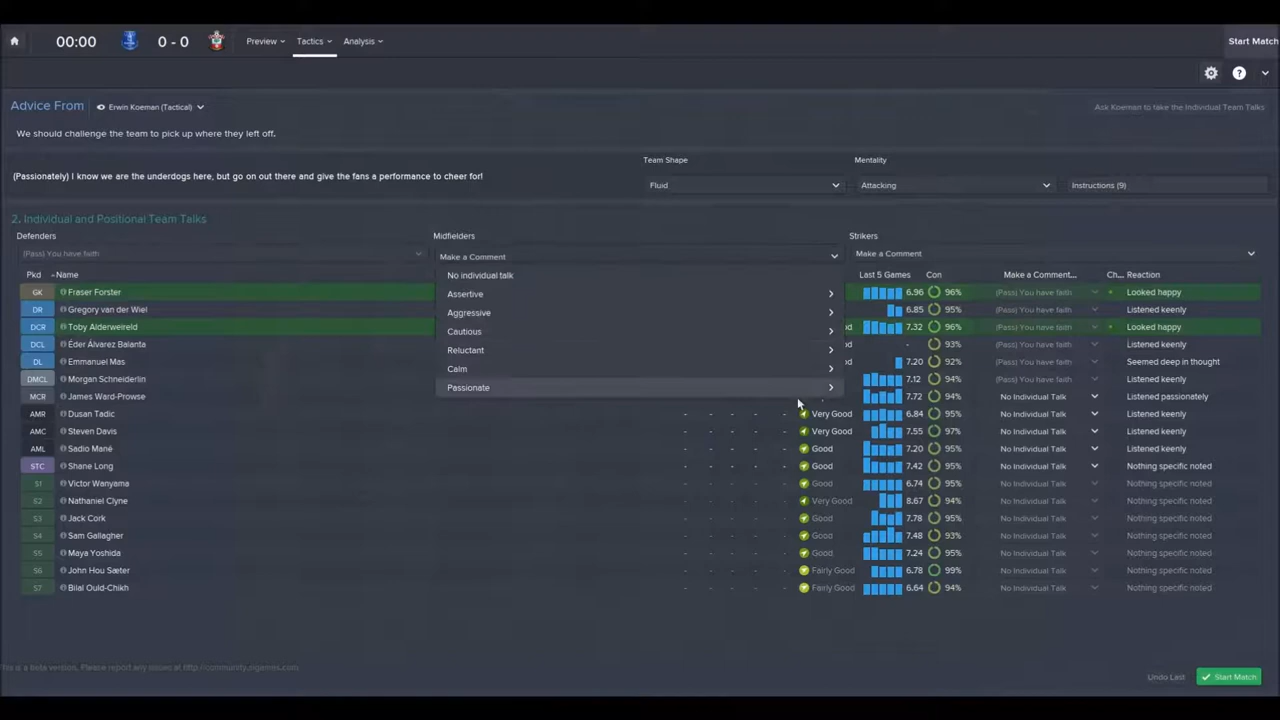 00:00 0 - 0 Preview Tactics Analysis Start Match
?
Advice From Erwin Koeman (Tactical) Ask Koeman to take the Individual Team Talks
We should challenge the team to pick up where they left off.
Team Shape Mentality
(Passionately) I know we are the underdogs here, but go on out there and give the fans a performance to cheer for!
Fluid Attacking Instructions (9)
2. Individual and Positional Team Talks
Defenders Midfielders Strikers
(Pass) You have faith Make a Comment Make a Comment
Pkd Name No individual talk Last 5 Games Con Make a Comment... Ch... Reaction
GK Fraser Forster Assertive 6.96 96% (Pass) You have faith Looked happy
DR Gregory van der Wiel Aggressive 6.85 95% (Pass) You have faith Listened keenly
DCR Toby Alderweireld Cautious 7.32 96% (Pass) You have faith Looked happy
DCL Éder Álvarez Balanta Reluctant - 93% (Pass) You have faith Listened keenly
DL Emmanuel Mas Calm 7.20 92% (Pass) You have faith Seemed deep in thought
DMCL Morgan Schneiderlin Passionate 7.12 94% (Pass) You have faith Listened keenly
MCR James Ward-Prowse 7.72 94% No Individual Talk Listened passionately
AMR Dusan Tadic - - - - - Very Good 6.84 95% No Individual Talk Listened keenly
AMC Steven Davis - - - - - Very Good 7.55 97% No Individual Talk Listened keenly
AML Sadio Mané - - - - - Good 7.20 95% No Individual Talk Listened keenly
STC Shane Long - - - - - Good 7.42 95% No Individual Talk Nothing specific noted
S1 Victor Wanyama - - - - - Good 6.74 95% No Individual Talk Nothing specific noted
S2 Nathaniel Clyne - - - - - Very Good 8.67 94% No Individual Talk Nothing specific noted
S3 Jack Cork - - - - - Good 7.78 95% No Individual Talk Nothing specific noted
S4 Sam Gallagher - - - - - Good 7.48 93% No Individual Talk Nothing specific noted
S5 Maya Yoshida - - - - - Good 7.24 95% No Individual Talk Nothing specific noted
S6 John Hou Sæter - - - - - Fairly Good 6.78 99% No Individual Talk Nothing specific noted
S7 Bilal Ould-Chikh - - - - - Fairly Good 6.64 94% No Individual Talk Nothing specific noted
This is a beta version. Please report any issues at http://community.sigames.com
Undo Last Start Match